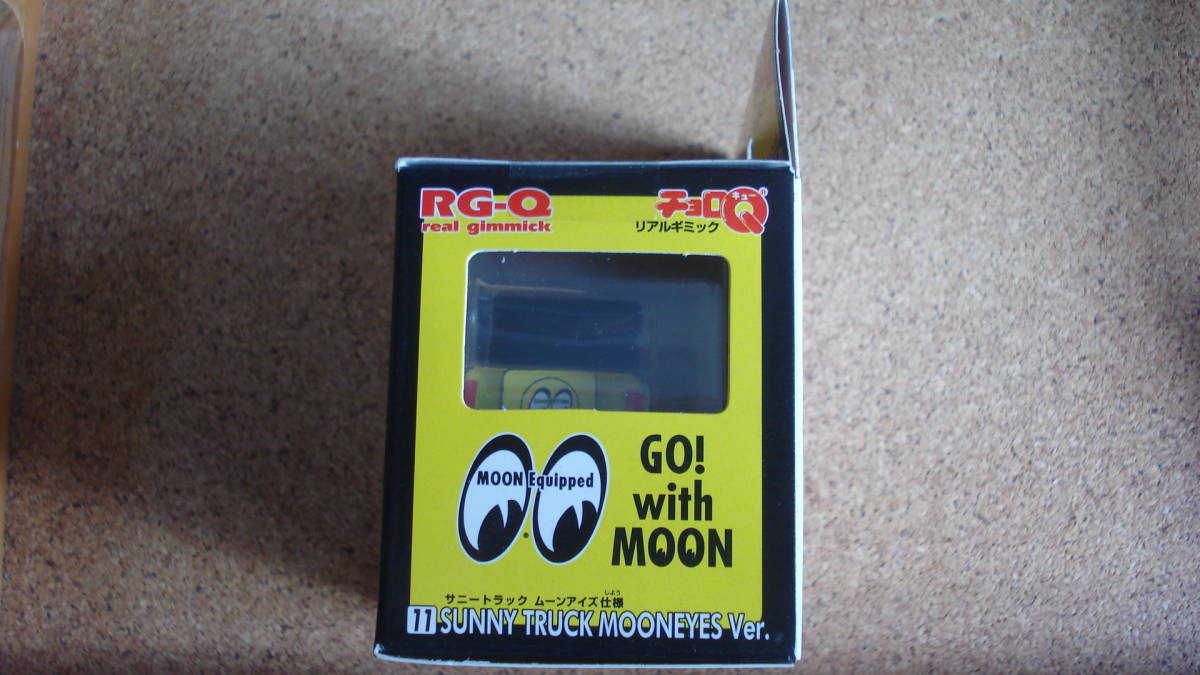 RG-Q
real gimmick
チョロQ
キュー
®
リアルギミック
MOON Equipped
®
GO!
with
MOON
しよう
サニートラック ムーンアイズ仕様
11 SUNNY TRUCK MOONEYES Ver.